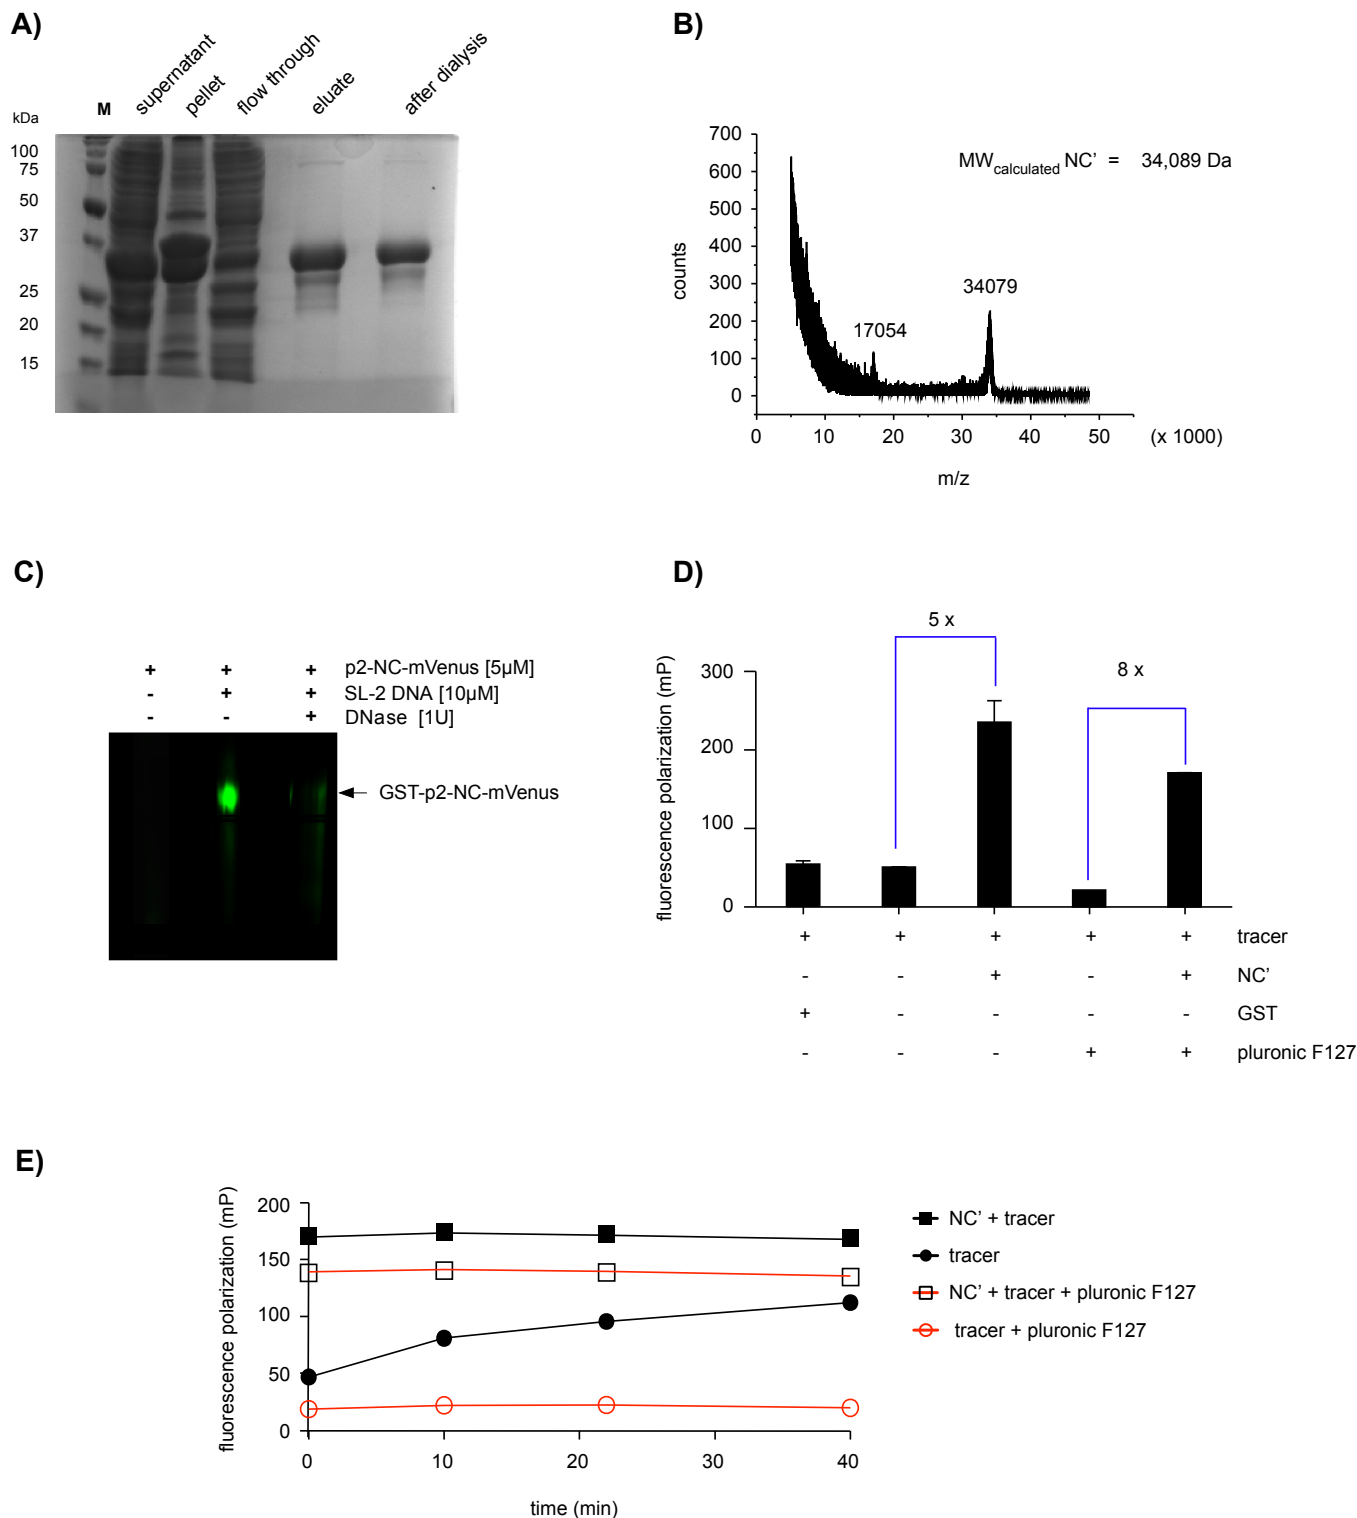 A)
supernatant
pellet
flow through
eluate
after dialysis
M
kDa
100
75
50
37
25
20
15
B)
700
600
500
400
300
200
100
0
counts
MWcalculated NC’ = 34,089 Da
34079
17054
0 10 20 30 40 50 (x 1000)
m/z
C)
+ + + p2-NC-mVenus [5µM]
- + + SL-2 DNA [10µM]
- - + DNase [1U]
GST-p2-NC-mVenus
D)
5 x
8 x
300
200
100
0
fluorescence polarization (mP)
+ + + + + tracer
- - + - + NC’
+ - - - - GST
- - - + + pluronic F127
E)
200
150
100
50
0
fluorescence polarization (mP)
0 10 20 30 40
time (min)
NC’ + tracer
tracer
NC’ + tracer + pluronic F127
tracer + pluronic F127